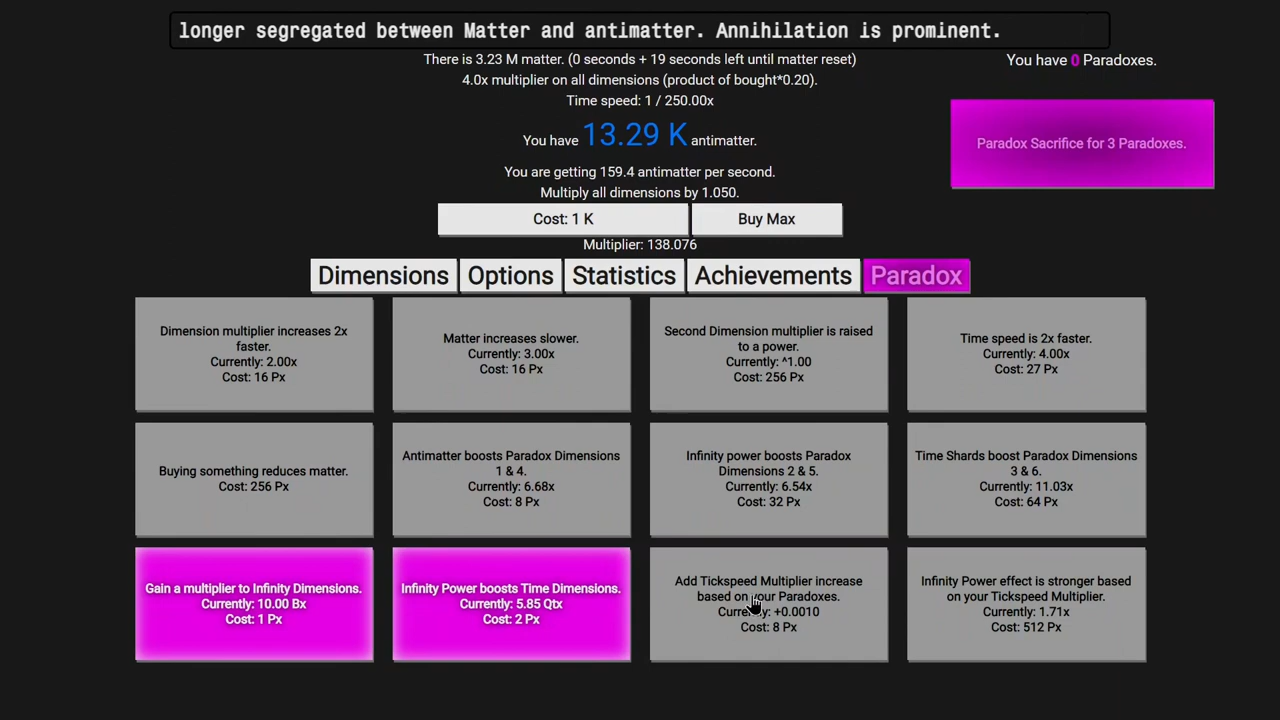 longer segregated between Matter and antimatter. Annihilation is prominent.
There is 3.23 M matter. (0 seconds + 19 seconds left until matter reset)
You have 0 Paradoxes.
4.0x multiplier on all dimensions (product of bought*0.20).
Time speed: 1 / 250.00x
You have 13.29 K antimatter.
Paradox Sacrifice for 3 Paradoxes.
You are getting 159.4 antimatter per second.
Multiply all dimensions by 1.050.
Cost: 1 K
Buy Max
Multiplier: 138.076
Dimensions
Options
Statistics
Achievements
Paradox
Dimension multiplier increases 2x
faster.
Currently: 2.00x
Cost: 16 Px
Matter increases slower.
Currently: 3.00x
Cost: 16 Px
Second Dimension multiplier is raised
to a power.
Currently: ^1.00
Cost: 256 Px
Time speed is 2x faster.
Currently: 4.00x
Cost: 27 Px
Buying something reduces matter.
Cost: 256 Px
Antimatter boosts Paradox Dimensions
1 & 4.
Currently: 6.68x
Cost: 8 Px
Infinity power boosts Paradox
Dimensions 2 & 5.
Currently: 6.54x
Cost: 32 Px
Time Shards boost Paradox Dimensions
3 & 6.
Currently: 11.03x
Cost: 64 Px
Gain a multiplier to Infinity Dimensions.
Currently: 10.00 Bx
Cost: 1 Px
Infinity Power boosts Time Dimensions.
Currently: 5.85 Qtx
Cost: 2 Px
Add Tickspeed Multiplier increase
based on your Paradoxes.
Currently: +0.0010
Cost: 8 Px
Infinity Power effect is stronger based
on your Tickspeed Multiplier.
Currently: 1.71x
Cost: 512 Px